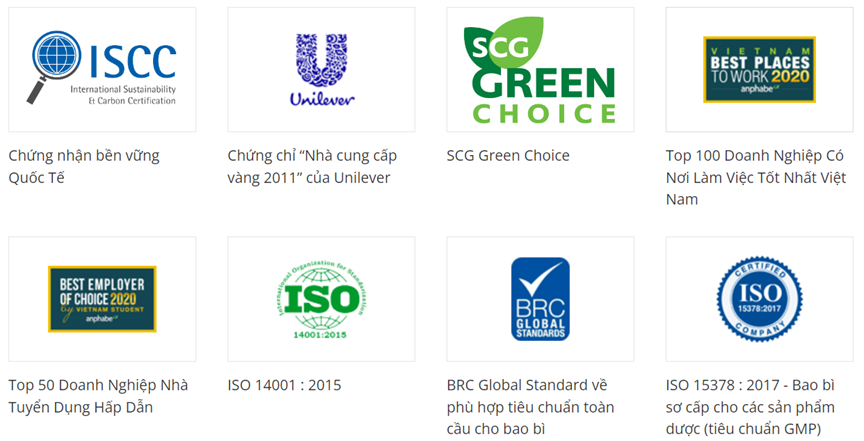 ISCC
International Sustainability
& Carbon Certification
Unilever
SCG
GREEN
CHOICE
VIETNAM
BEST PLACES
TO WORK 2020
anphabe
Chứng nhận bền vững
Quốc Tế
Chứng chỉ “Nhà cung cấp
vàng 2011” của Unilever
SCG Green Choice
Top 100 Doanh Nghiệp Có
Nơi Làm Việc Tốt Nhất Việt
Nam
BEST EMPLOYER
OF CHOICE 2020
by VIETNAM STUDENT
anphabe
International Organization for Standardization
ISO
14001:2015
BRC
GLOBAL
STANDARDS
CERTIFIED
ISO
15378:2017
COMPANY
Top 50 Doanh Nghiệp Nhà
Tuyển Dụng Hấp Dẫn
ISO 14001 : 2015
BRC Global Standard về
phù hợp tiêu chuẩn toàn
cầu cho bao bì
ISO 15378 : 2017 - Bao bì
sơ cấp cho các sản phẩm
dược (tiêu chuẩn GMP)